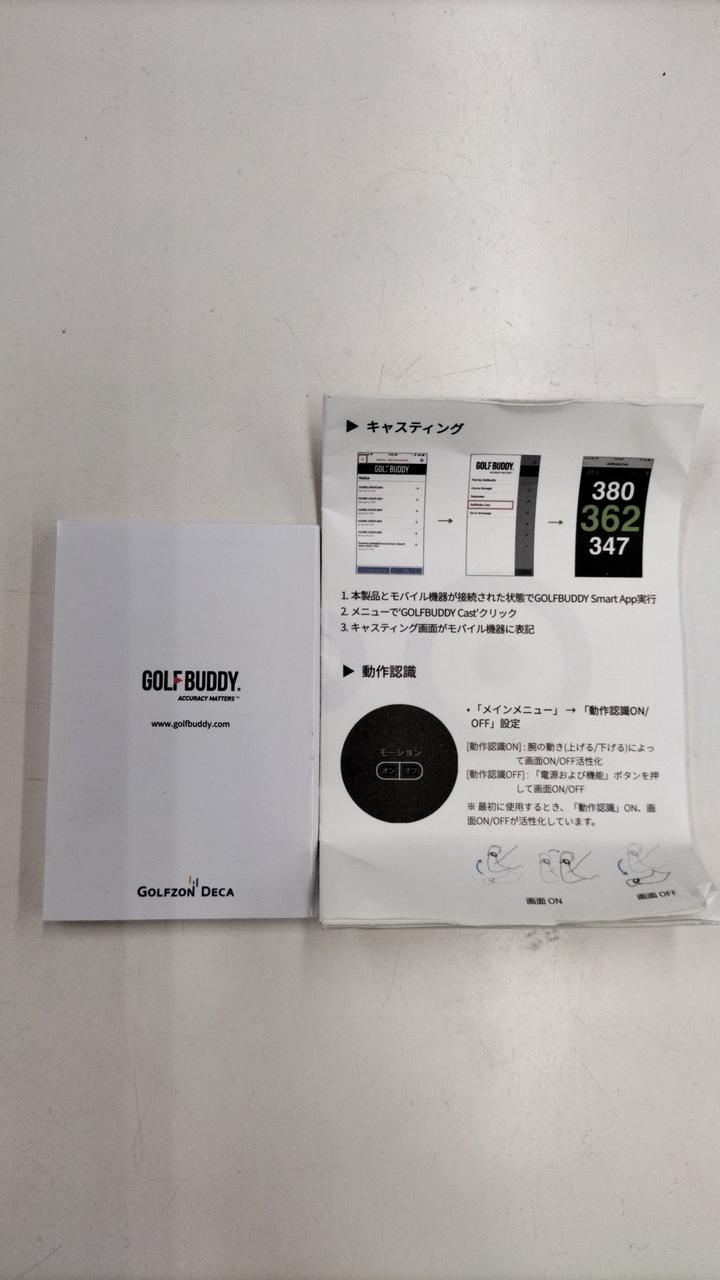 GOLFBUDDY.
ACCURACY MATTERS™
www.golfbuddy.com
GOLFZON DECA
▶ キャスティング
GOLFBUDDY
Notice
GOLFBUDDY.
GolfBuddy Cast
380
362
347
1. 本製品とモバイル機器が接続された状態でGOLFBUDDY Smart App実行
2. メニューで‘GOLFBUDDY Cast’クリック
3. キャスティング画面がモバイル機器に表記
▶ 動作認識
モーション
オン オフ
•「メインメニュー」 → 「動作認識ON/
OFF」設定
[動作認識ON] : 腕の動き(上げる/下げる)によっ
て画面ON/OFF活性化
[動作認識OFF] : 「電源および機能」ボタンを押
して画面ON/OFF
※ 最初に使用するとき、「動作認識」ON、画
面ON/OFFが活性化しています。
画面 ON
画面 OFF